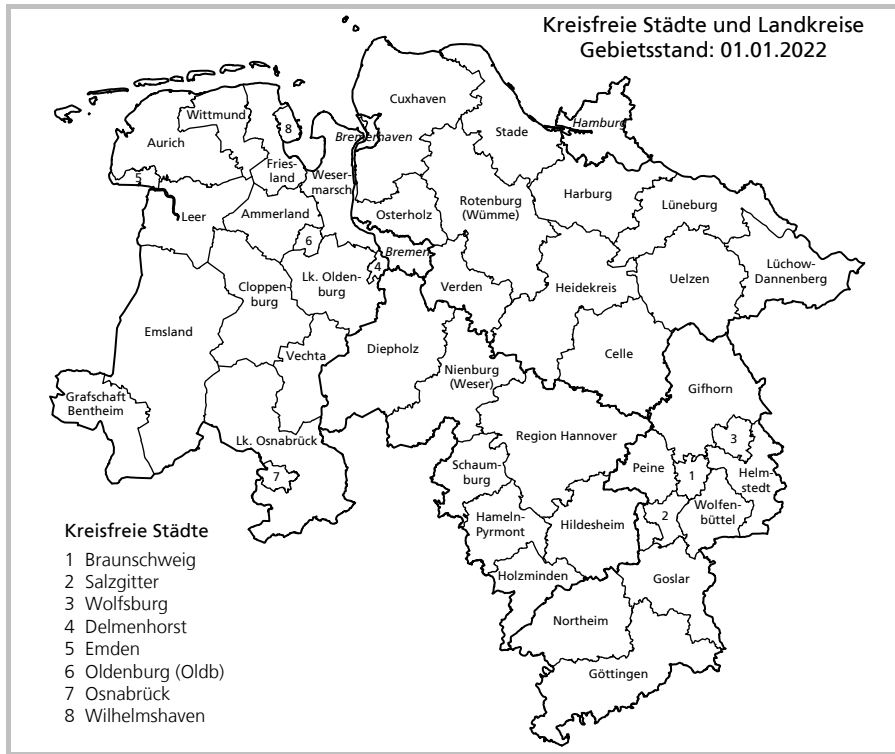 Kreisfreie Städte und Landkreise
Gebietsstand: 01.01.2022
Cuxhaven
Wittmund
Stade
Hamburg
8
Aurich
Bremerhaven
Fries-
land
Weser-
marsch
5
Harburg
Rotenburg
(Wümme)
Lüneburg
Leer
Ammerland
Osterholz
6
Bremen
4
Lüchow-
Dannenberg
Lk. Olden-
burg
Cloppen-
burg
Verden
Heidekreis
Uelzen
Emsland
Vechta
Diepholz
Celle
Nienburg
(Weser)
Gifhorn
Grafschaft
Bentheim
Lk. Osnabrück
Region Hannover
3
7
Schaum-
burg
Peine
1
Helm-
stedt
Wolfen-
büttel
2
Hameln-
Pyrmont
Hildesheim
Holzminden
Goslar
Northeim
Göttingen
Kreisfreie Städte
1 Braunschweig
2 Salzgitter
3 Wolfsburg
4 Delmenhorst
5 Emden
6 Oldenburg (Oldb)
7 Osnabrück
8 Wilhelmshaven